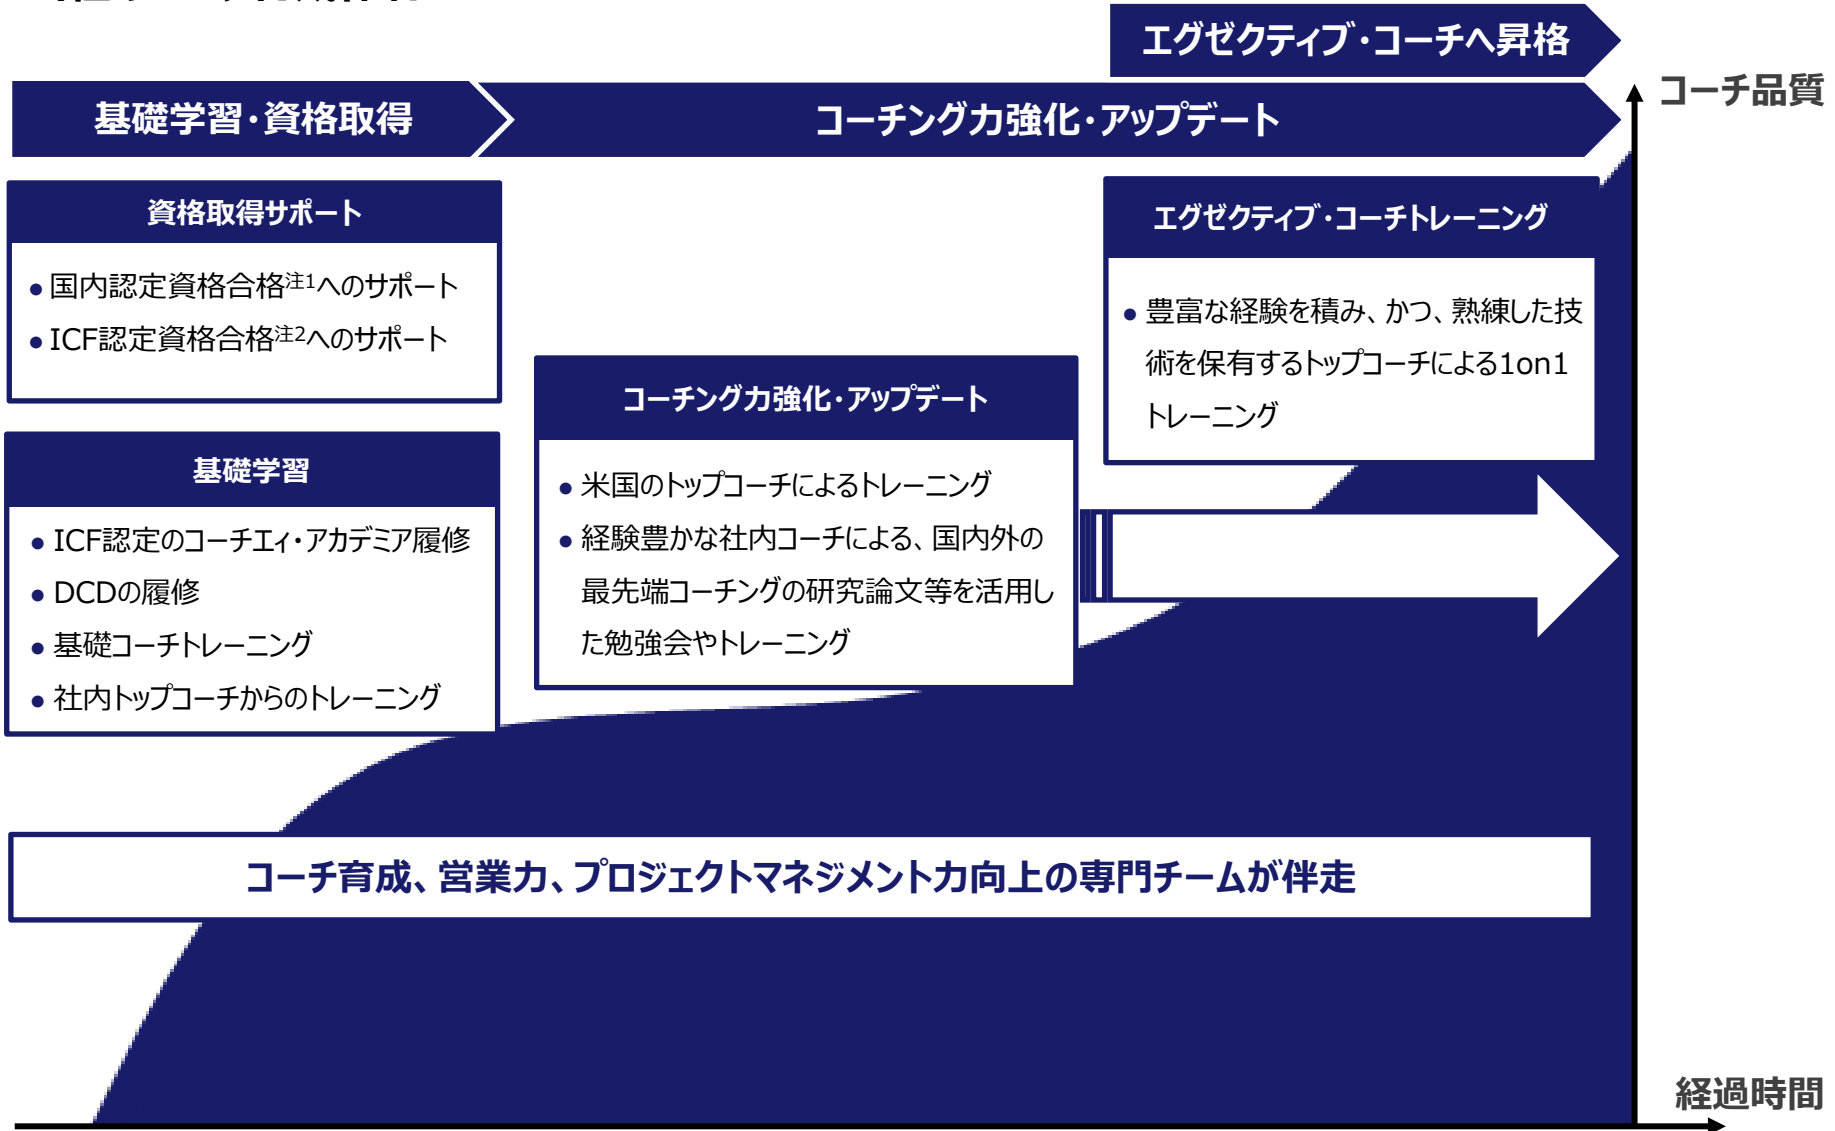 エグゼクティブ・コーチへ昇格
コーチ品質
基礎学習・資格取得
コーチング力強化・アップデート
資格取得サポート
● 国内認定資格合格注1へのサポート
● ICF認定資格合格注2へのサポート
基礎学習
● ICF認定のコーチエィ・アカデミア履修
● DCDの履修
● 基礎コーチトレーニング
● 社内トップコーチからのトレーニング
コーチング力強化・アップデート
● 米国のトップコーチによるトレーニング
● 経験豊かな社内コーチによる、国内外の
最先端コーチングの研究論文等を活用し
た勉強会やトレーニング
エグゼクティブ・コーチトレーニング
● 豊富な経験を積み、かつ、熟練した技
術を保有するトップコーチによる1on1
トレーニング
コーチ育成、営業力、プロジェクトマネジメント力向上の専門チームが伴走
経過時間